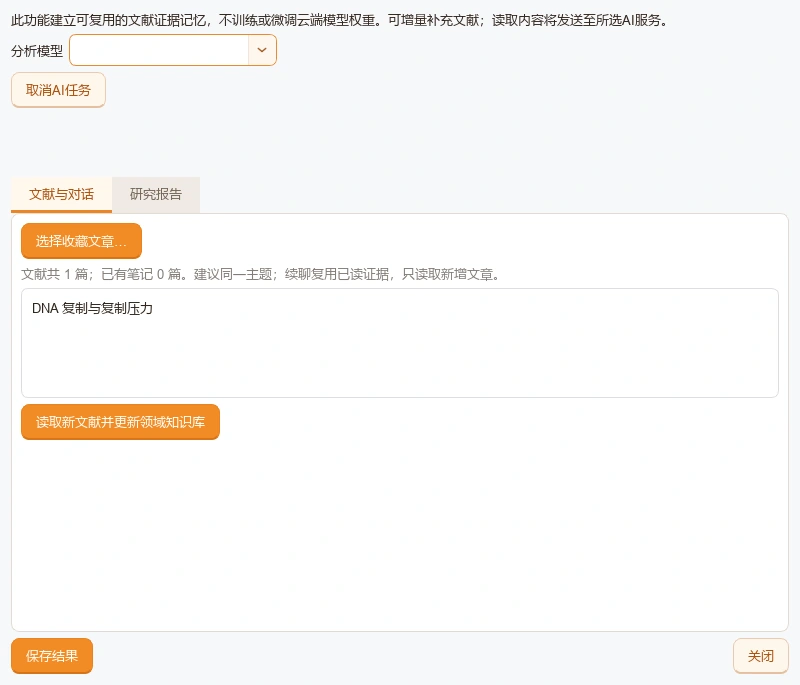 此功能建立可复用的文献证据记忆，不训练或微调云端模型权重。可增量补充文献；读取内容将发送至所选AI服务。
分析模型
取消AI任务
文献与对话
研究报告
选择收藏文章...
文献共 1 篇；已有笔记 0 篇。建议同一主题；续聊复用已读证据，只读取新增文章。
DNA 复制与复制压力
读取新文献并更新领域知识库
保存结果
关闭